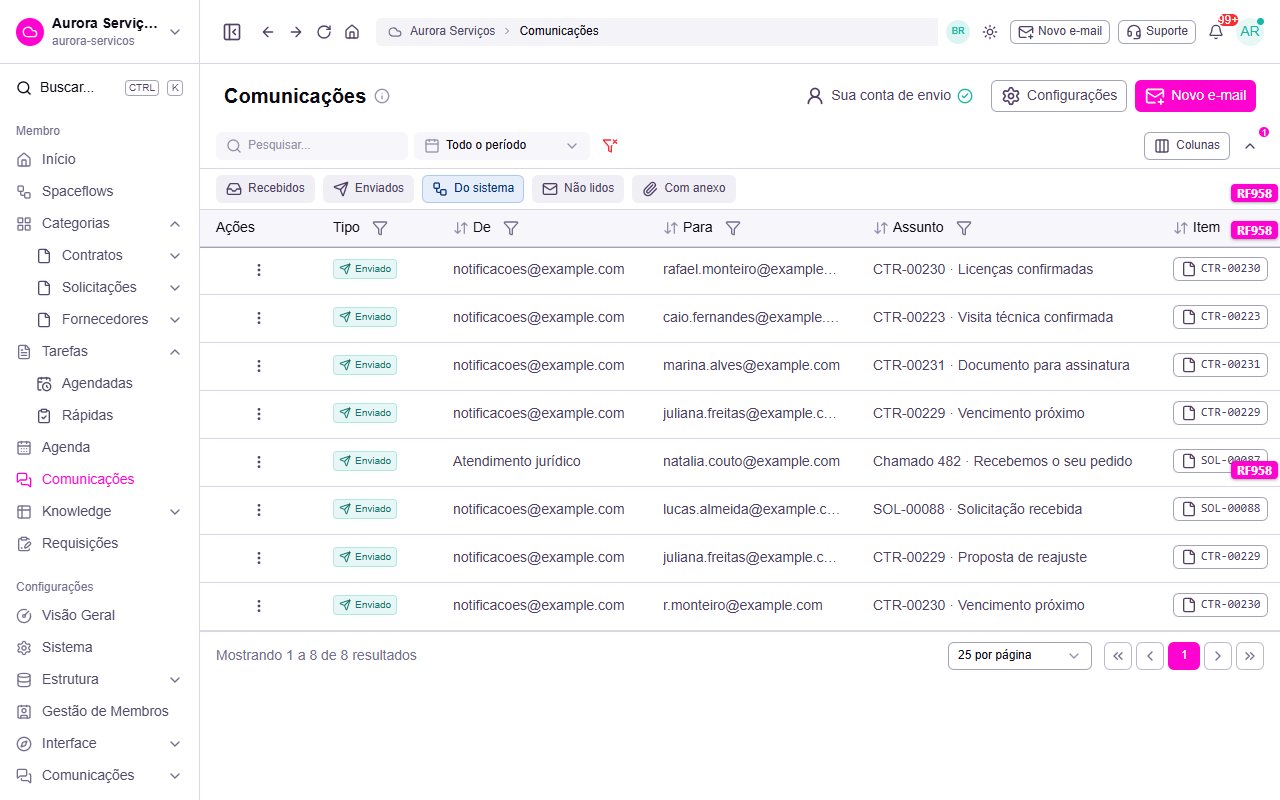 Aurora Serviç...
aurora-servicos
Buscar... CTRL K
Membro
Início
Spaceflows
Categorias
Contratos
Solicitações
Fornecedores
Tarefas
Agendadas
Rápidas
Agenda
Comunicações
Knowledge
Requisições
Configurações
Visão Geral
Sistema
Estrutura
Gestão de Membros
Interface
Comunicações
Aurora Serviços > Comunicações
BR
Novo e-mail
Suporte
99+
AR
Comunicações
Sua conta de envio
Configurações
Novo e-mail
Pesquisar...
Todo o período
Colunas
1
Recebidos Enviados Do sistema Não lidos Com anexo
RF958
Ações Tipo De Para Assunto Item RF958
Enviado notificacoes@example.com rafael.monteiro@example... CTR-00230 · Licenças confirmadas CTR-00230
Enviado notificacoes@example.com caio.fernandes@example.... CTR-00223 · Visita técnica confirmada CTR-00223
Enviado notificacoes@example.com marina.alves@example.com CTR-00231 · Documento para assinatura CTR-00231
Enviado notificacoes@example.com juliana.freitas@example.c... CTR-00229 · Vencimento próximo CTR-00229
Enviado Atendimento jurídico natalia.couto@example.com Chamado 482 · Recebemos o seu pedido SOL-00087
RF958
Enviado notificacoes@example.com lucas.almeida@example.c... SOL-00088 · Solicitação recebida SOL-00088
Enviado notificacoes@example.com juliana.freitas@example.c... CTR-00229 · Proposta de reajuste CTR-00229
Enviado notificacoes@example.com r.monteiro@example.com CTR-00230 · Vencimento próximo CTR-00230
Mostrando 1 a 8 de 8 resultados
25 por página
1